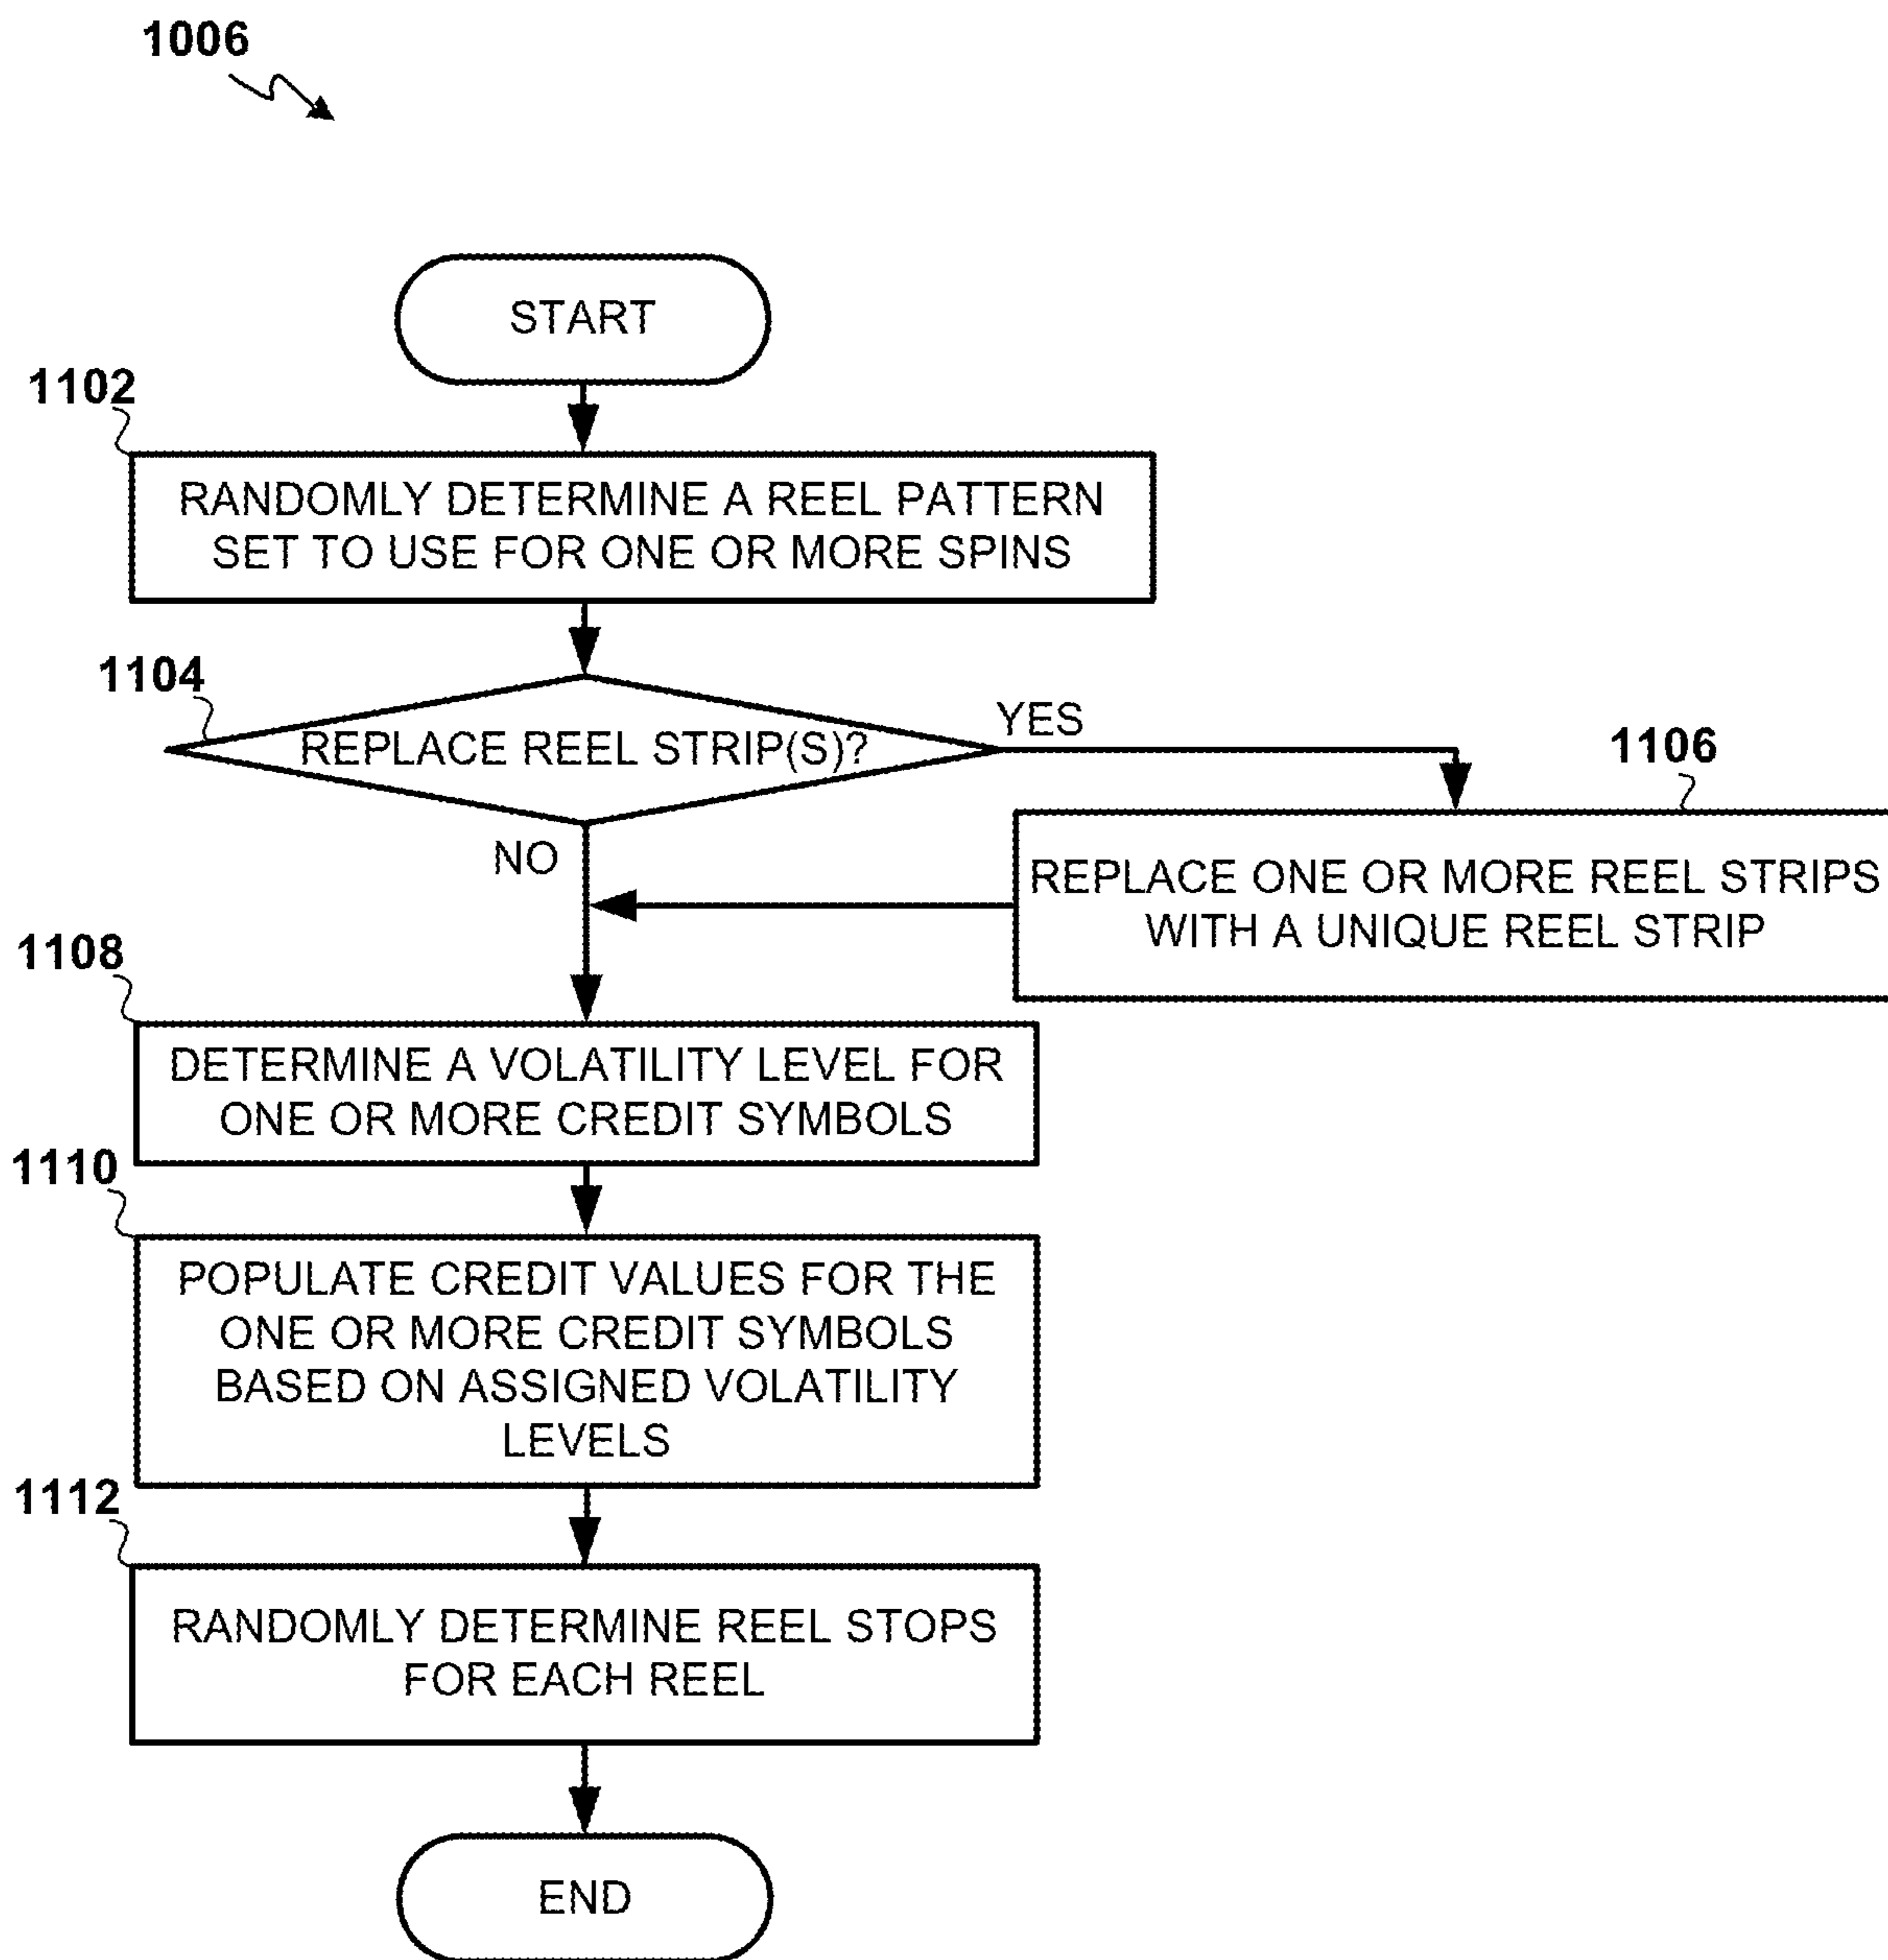 1006
START
1102
RANDOMLY DETERMINE A REEL PATTERN
SET TO USE FOR ONE OR MORE SPINS
1104
REPLACE REEL STRIP(S)?
YES
1106
NO
REPLACE ONE OR MORE REEL STRIPS
WITH A UNIQUE REEL STRIP
1108
DETERMINE A VOLATILITY LEVEL FOR
ONE OR MORE CREDIT SYMBOLS
1110
POPULATE CREDIT VALUES FOR THE
ONE OR MORE CREDIT SYMBOLS
BASED ON ASSIGNED VOLATILITY
LEVELS
1112
RANDOMLY DETERMINE REEL STOPS
FOR EACH REEL
END